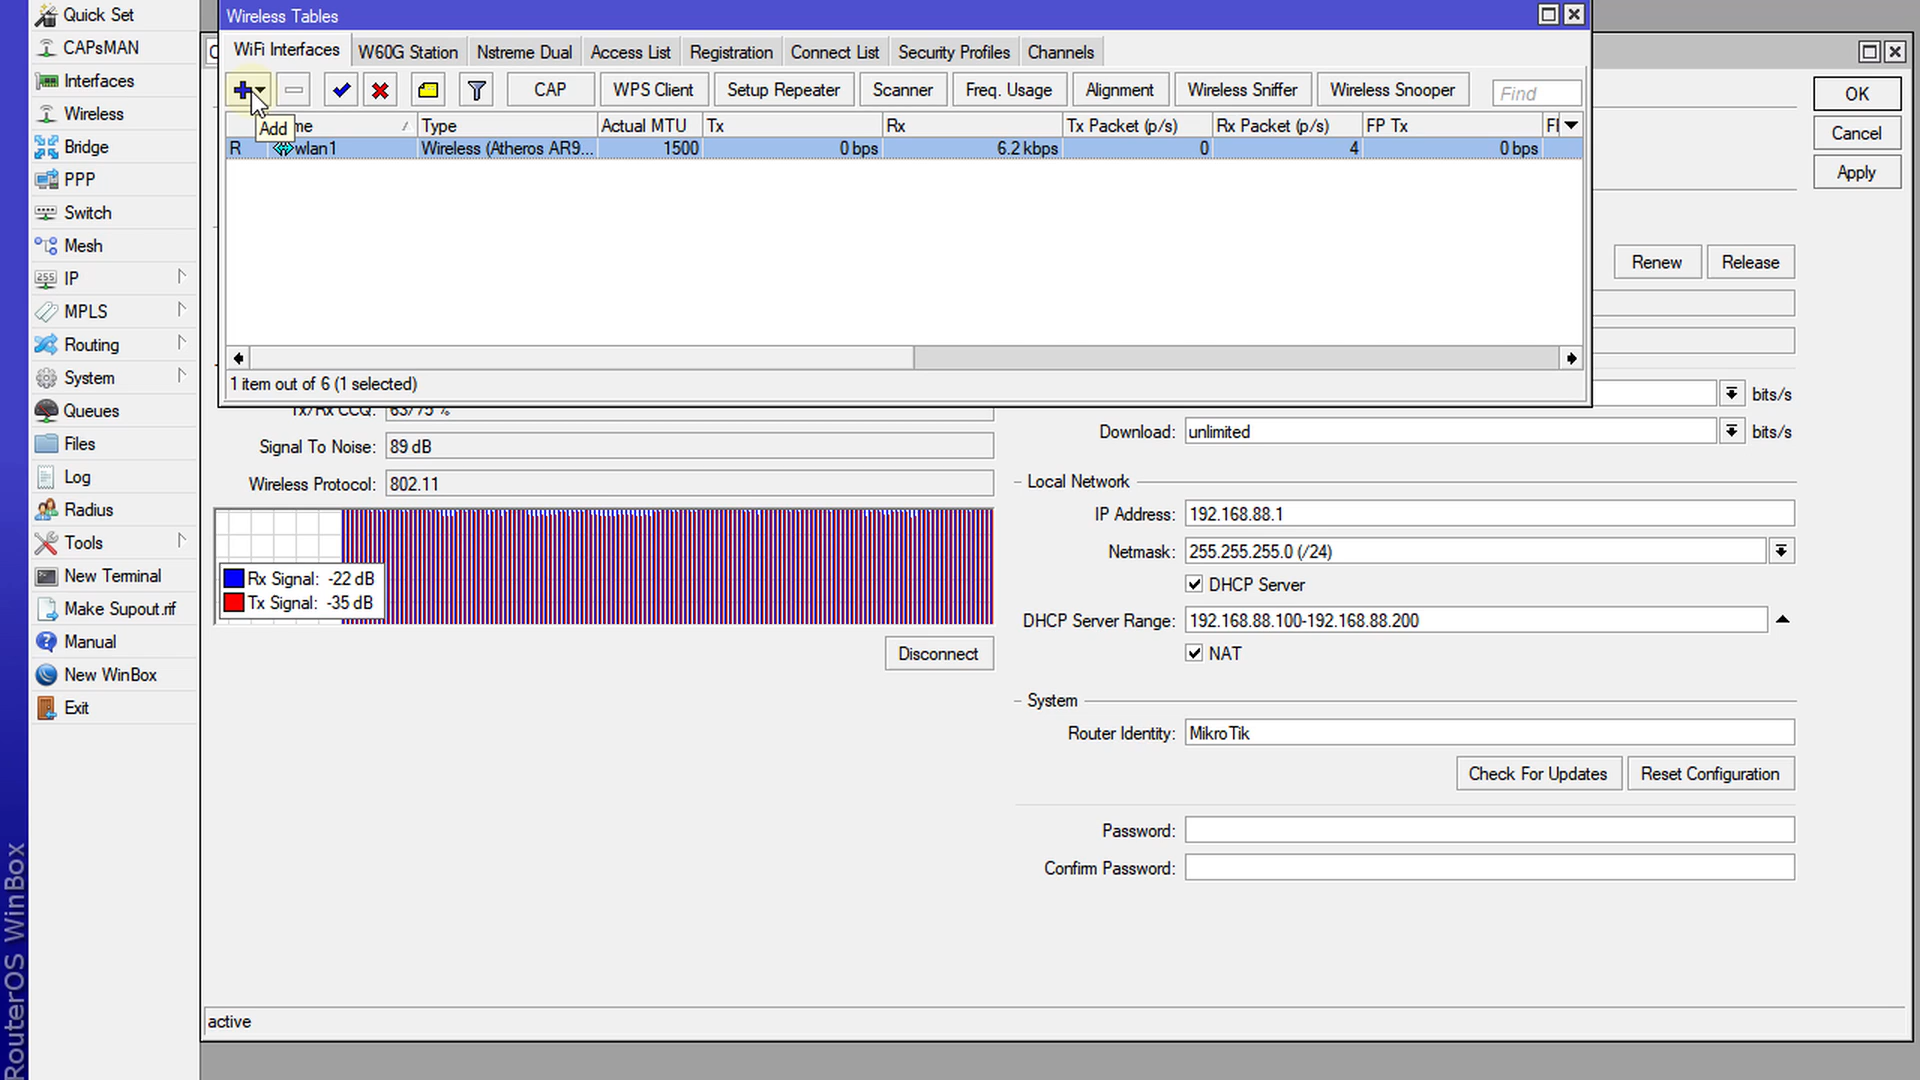 Quick Set
CAPsMAN
Interfaces
Wireless
Bridge
PPP
Switch
Mesh
IP
MPLS
Routing
System
Queues
Files
Log
Radius
Tools
New Terminal
Make Supout.rif
Manual
New WinBox
Exit
RouterOS WinBox
Wireless Tables
WiFi Interfaces W60G Station Nstreme Dual Access List Registration Connect List Security Profiles Channels
CAP WPS Client Setup Repeater Scanner Freq. Usage Alignment Wireless Sniffer Wireless Snooper Find
Add
me Type Actual MTU Tx Rx Tx Packet (p/s) Rx Packet (p/s) FP Tx
R wlan1 Wireless (Atheros AR9... 1500 0 bps 6.2 kbps 0 4 0 bps
1 item out of 6 (1 selected)
OK
Cancel
Apply
Renew Release
bits/s
Tx/Rx CCQ: 63/75 %
Signal To Noise: 89 dB
Wireless Protocol: 802.11
Rx Signal: -22 dB
Tx Signal: -35 dB
Disconnect
Download: unlimited bits/s
Local Network
IP Address: 192.168.88.1
Netmask: 255.255.255.0 (/24)
DHCP Server
DHCP Server Range: 192.168.88.100-192.168.88.200
NAT
System
Router Identity: MikroTik
Check For Updates Reset Configuration
Password:
Confirm Password:
active